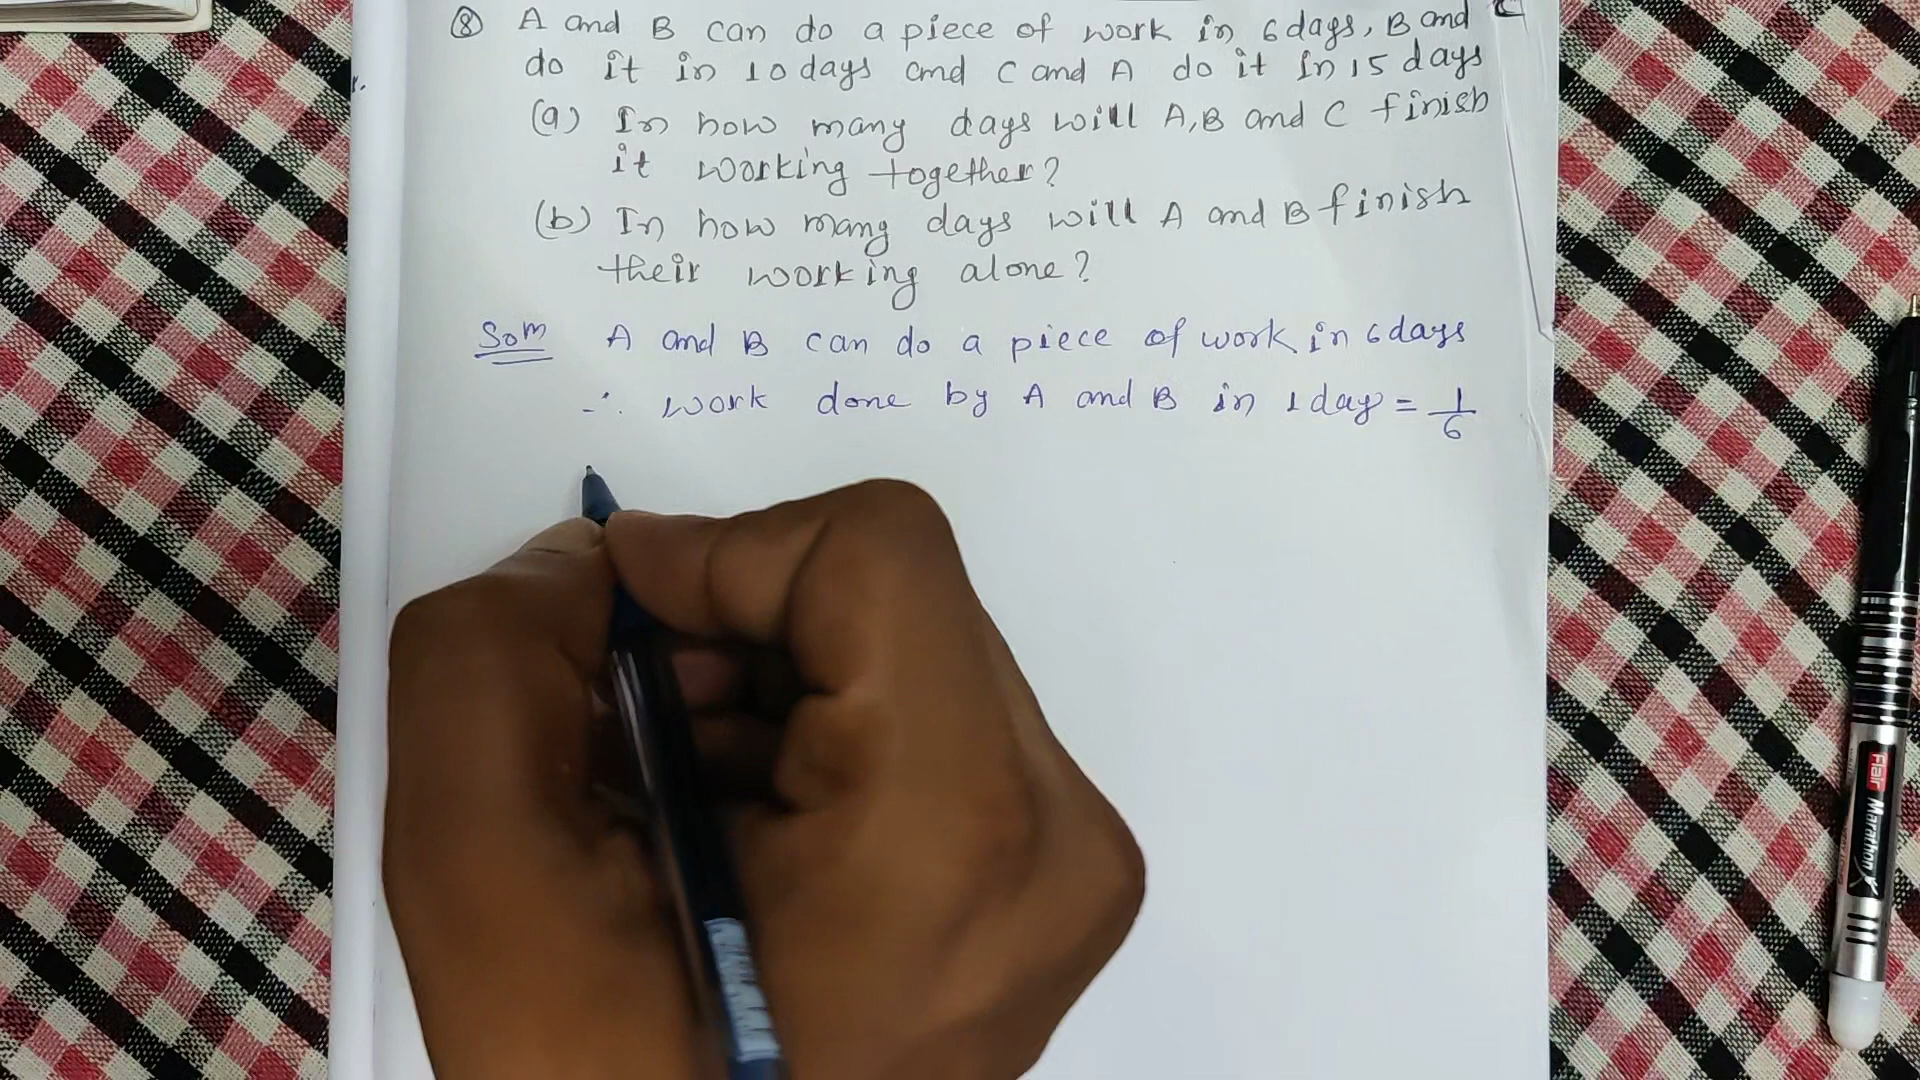 ⑧ A and B can do a piece of work in 6 days, B and C
do it in 10 days and C and A do it in 15 days
(a) In how many days will A, B and C finish
it working together?
(b) In how many days will A and B finish
their working alone?
Soln A and B can do a piece of work in 6 days
∴ work done by A and B in 1 day = 1/6
Flair Marathon X